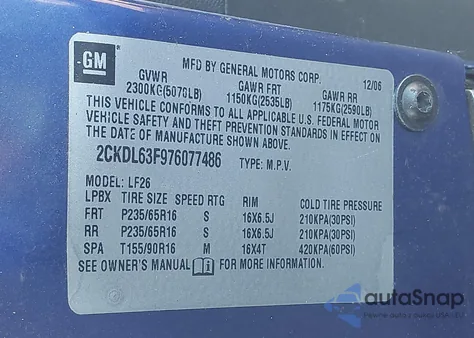 GM
MFD BY GENERAL MOTORS CORP. 12/06
GVWR GAWR FRT GAWR RR
2300KG(5070LB) 1150KG(2535LB) 1175KG(2590LB)
THIS VEHICLE CONFORMS TO ALL APPLICABLE U.S. FEDERAL MOTOR
VEHICLE SAFETY AND THEFT PREVENTION STANDARDS IN EFFECT ON
THE DATE OF MANUFACTURE SHOWN ABOVE.
2CKDL63F976077486 TYPE: M.P.V.
MODEL: LF26
LPBX TIRE SIZE SPEED RTG RIM COLD TIRE PRESSURE
FRT P235/65R16 S 16X6.5J 210KPA(30PSI)
RR P235/65R16 S 16X6.5J 210KPA(30PSI)
SPA T155/90R16 M 16X4T 420KPA(60PSI)
SEE OWNER'S MANUAL FOR MORE INFORMATION.
autoSnap